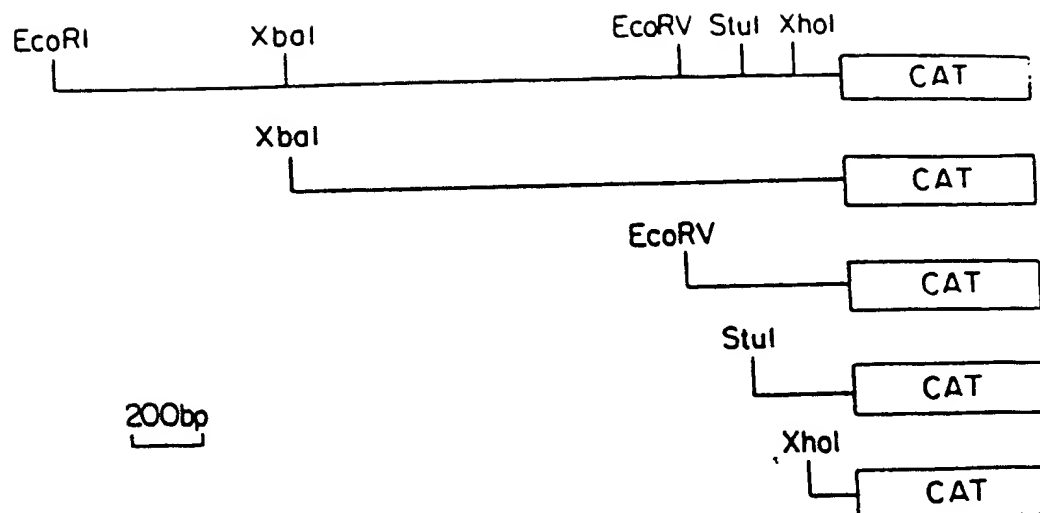 EcoRI XbaI EcoRV StuI XhoI
CAT
XbaI
CAT
EcoRV
CAT
StuI
CAT
200bp
XhoI
CAT